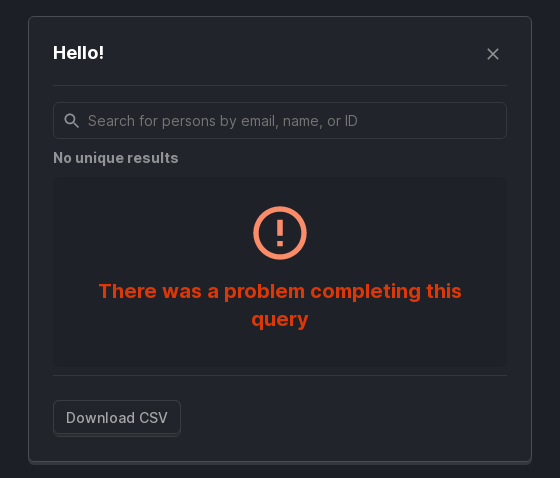 Hello!
Search for persons by email, name, or ID
No unique results
There was a problem completing this
query
Download CSV